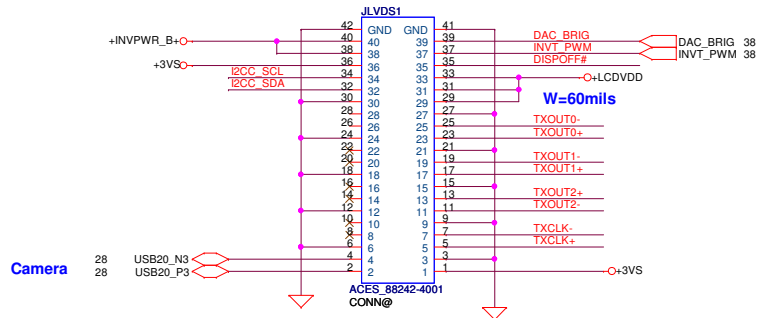 JLVDS1
42 GND GND 41
+INVPWR_B+ 40 40 39 39 DAC_BRIG DAC_BRIG 38
38 38 37 37 INVT_PWM INVT_PWM 38
+3VS 36 36 35 35 DISPOFF#
I2CC_SCL 34 34 33 33 +LCDVDD
I2CC_SDA 32 32 31 31
30 30 29 29 W=60mils
28 28 27 27
26 26 25 25 TXOUT0-
24 24 23 23 TXOUT0+
22 22 21 21
20 20 19 19 TXOUT1-
18 18 17 17 TXOUT1+
16 16 15 15
14 14 13 13 TXOUT2+
12 12 11 11 TXOUT2-
10 10 9 9
8 8 7 7 TXCLK-
6 6 5 5 TXCLK+
Camera 28 USB20_N3 4 4 3 3
28 USB20_P3 2 2 1 1 +3VS
ACES_88242-4001
CONN@